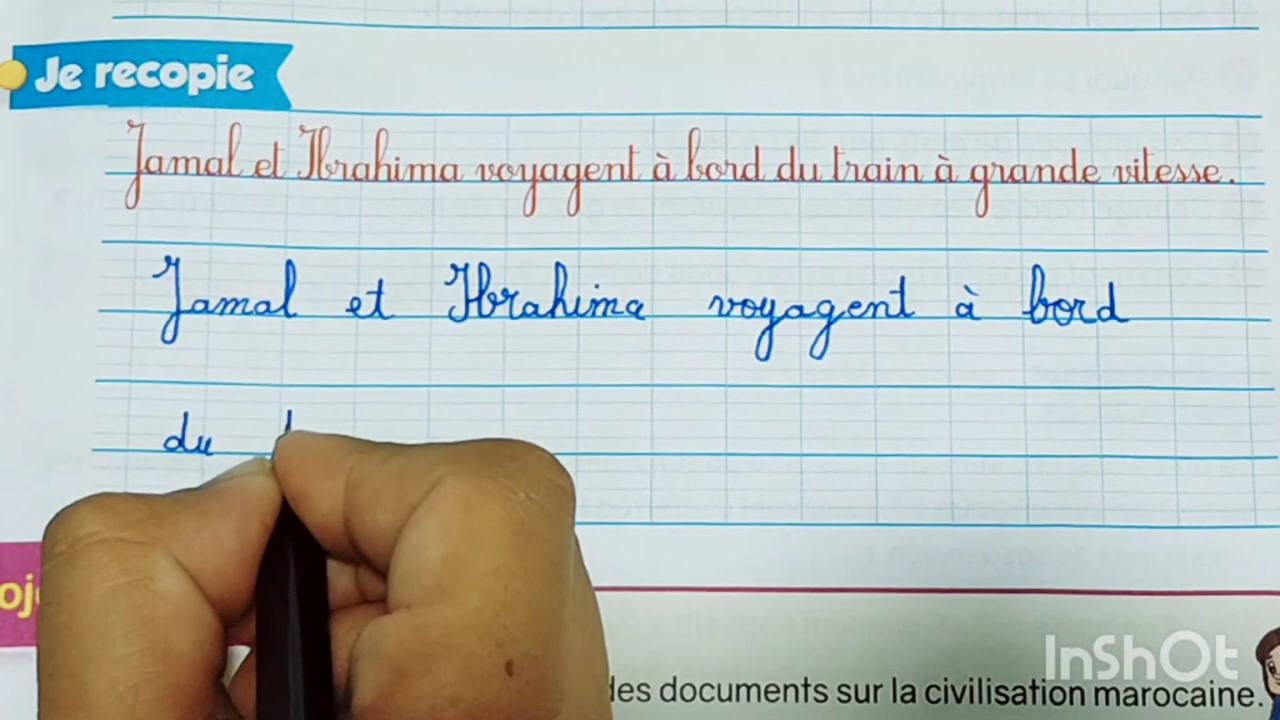 Je recopie
Jamal et Ibrahima voyagent à bord du train à grande vitesse.
Jamal et Ibrahima voyagent à bord
du
oj
des documents sur la civilisation marocaine.
InShOt